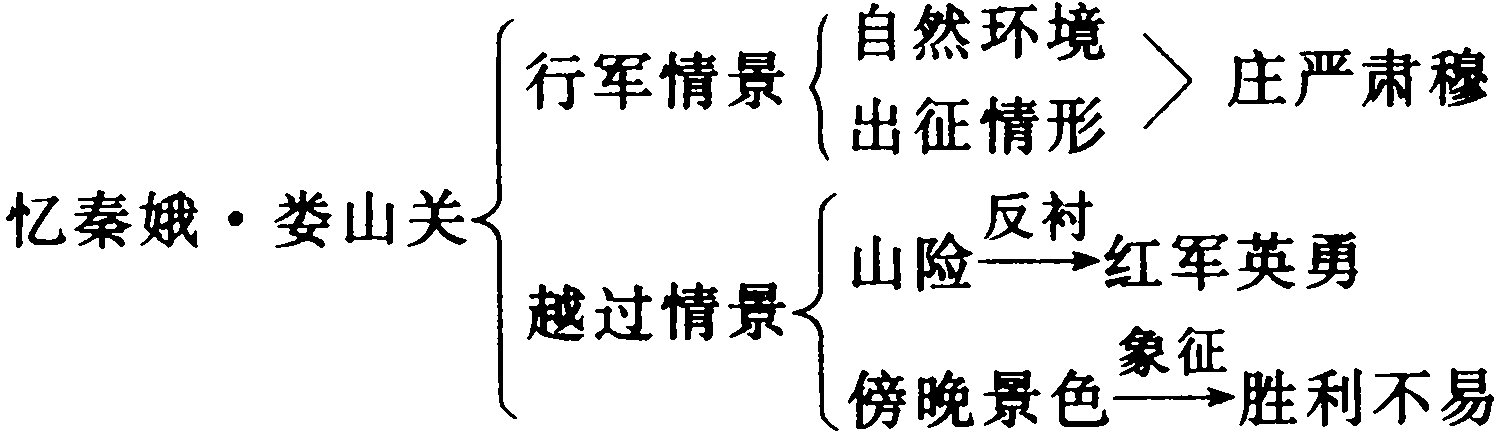 忆秦娥·娄山关
行军情景
自然环境
出征情形
庄严肃穆
越过情景
山险
反衬
红军英勇
傍晚景色
象征
胜利不易